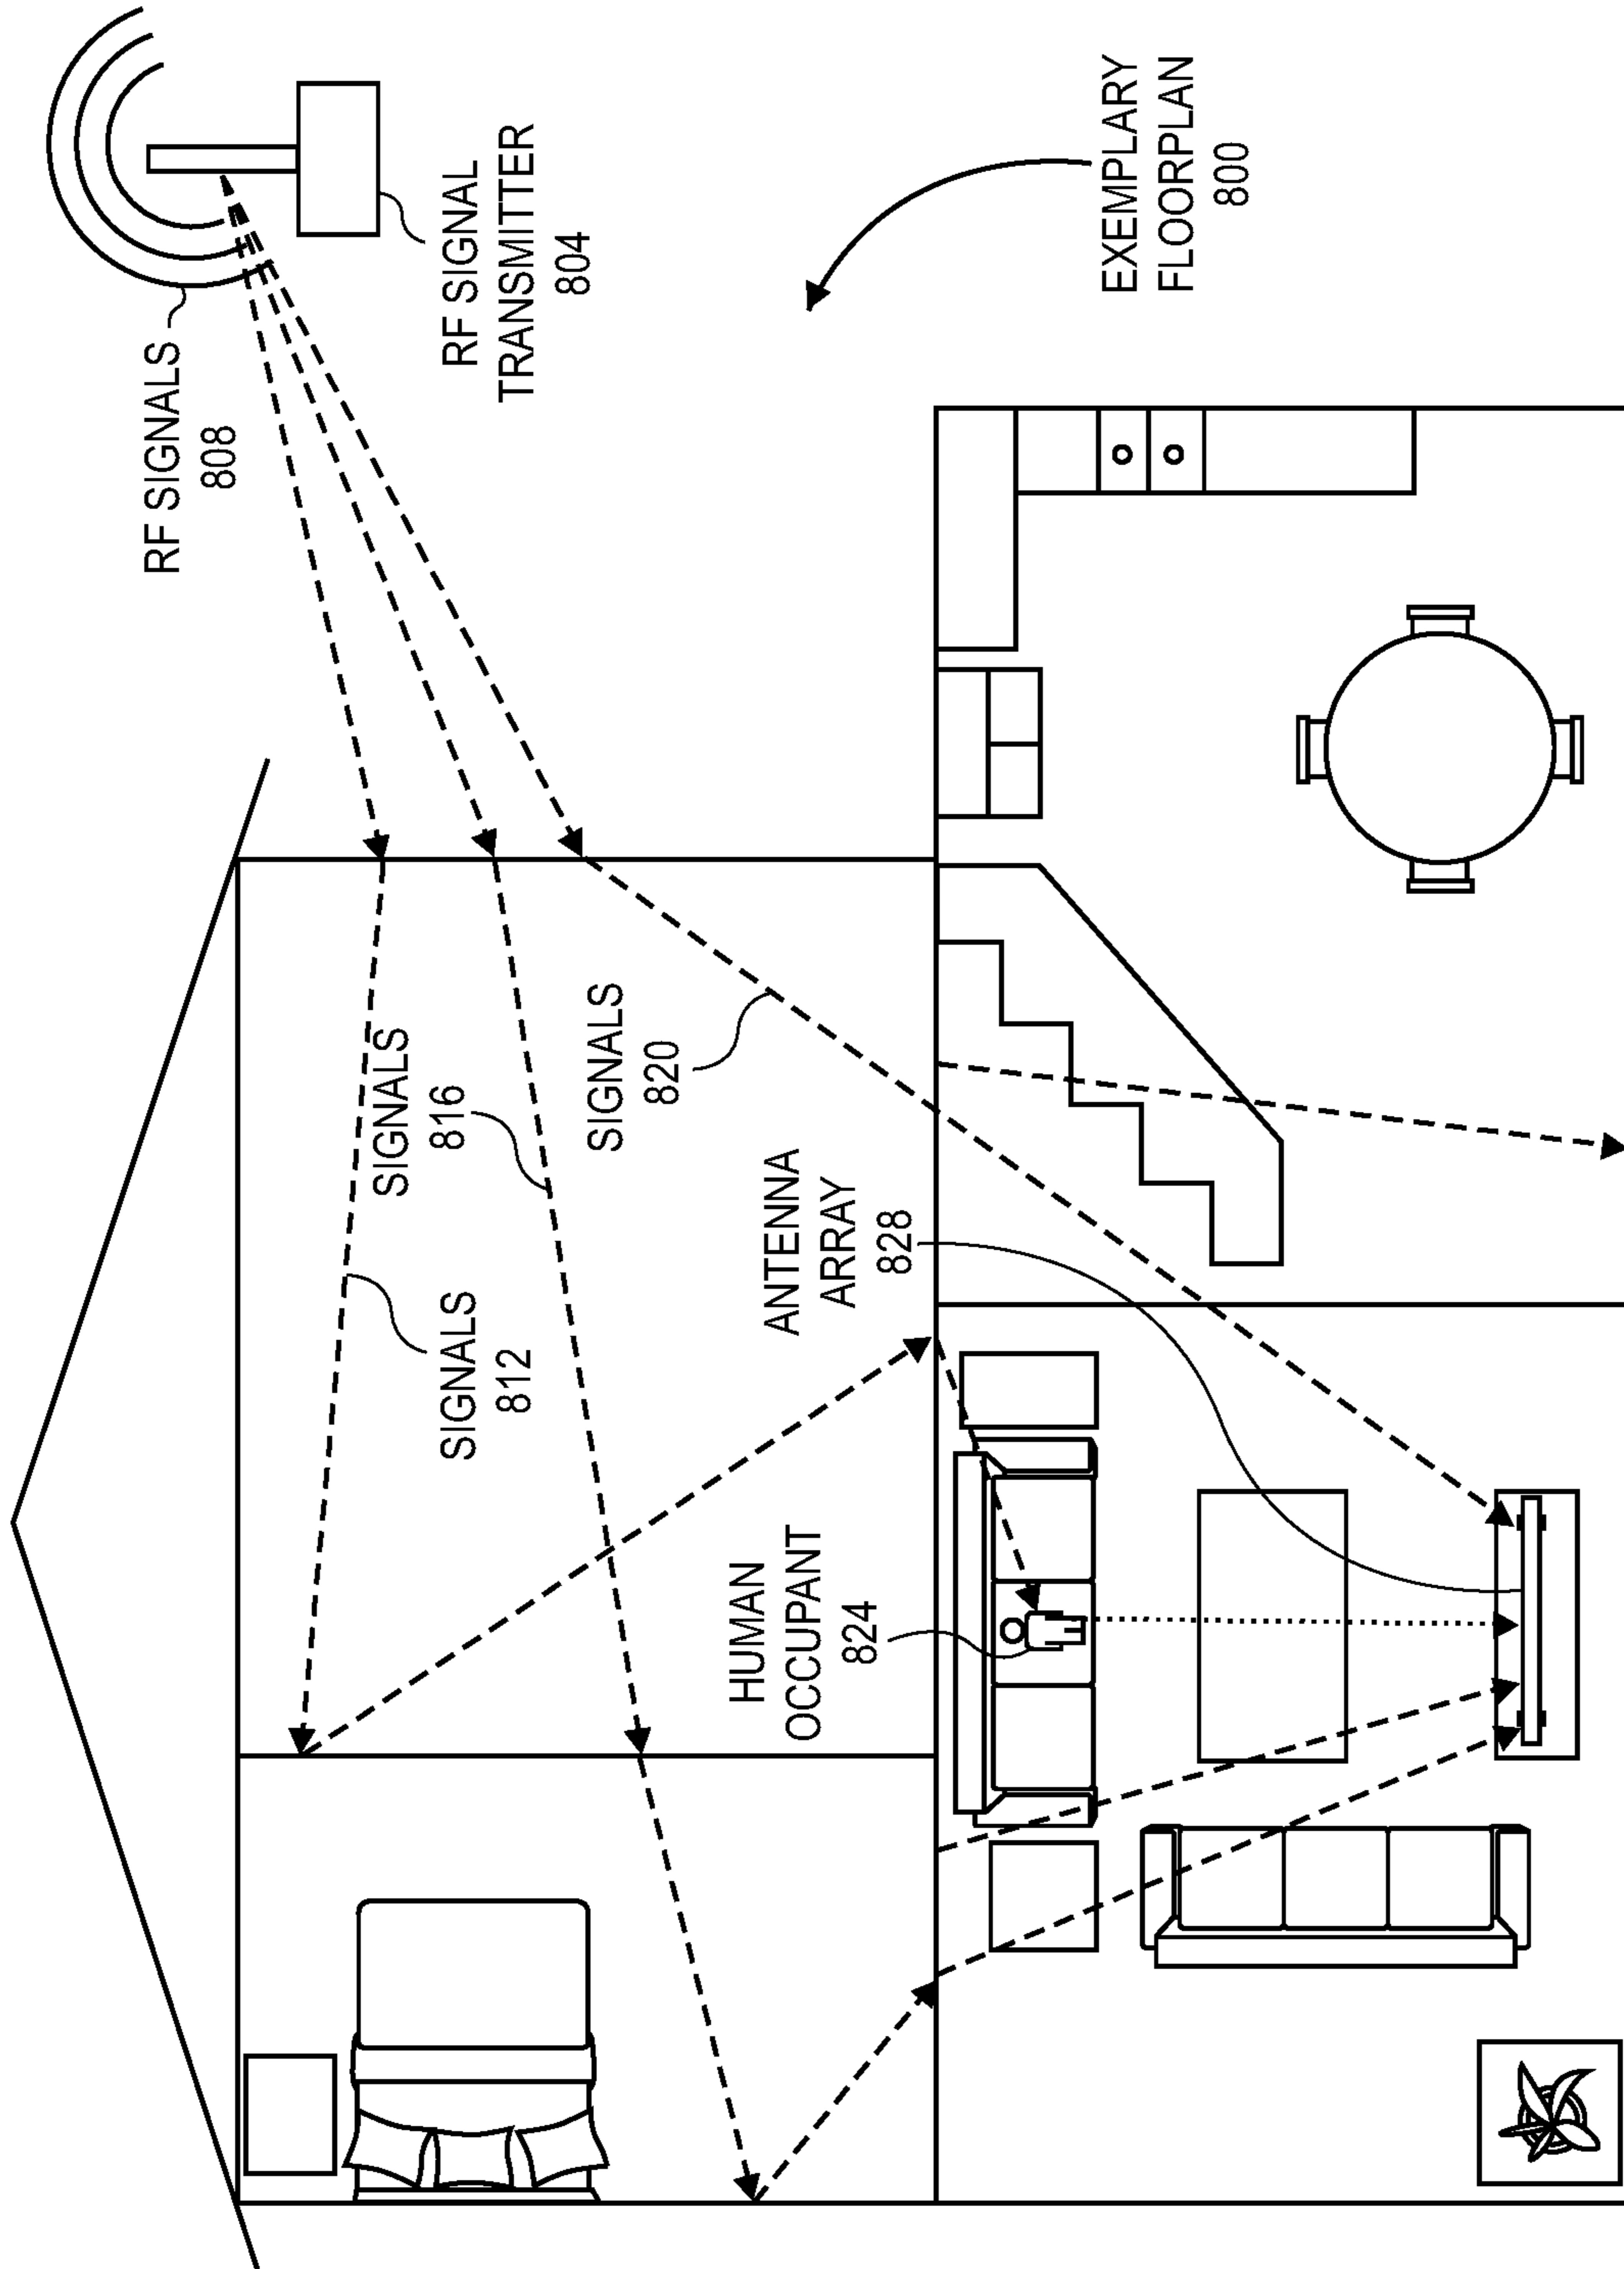 RF SIGNALS
808
RF SIGNAL
TRANSMITTER
804
EXEMPLARY
FLOORPLAN
800
SIGNALS
816
SIGNALS
812
SIGNALS
820
ANTENNA
ARRAY
828
HUMAN
OCCUPANT
824